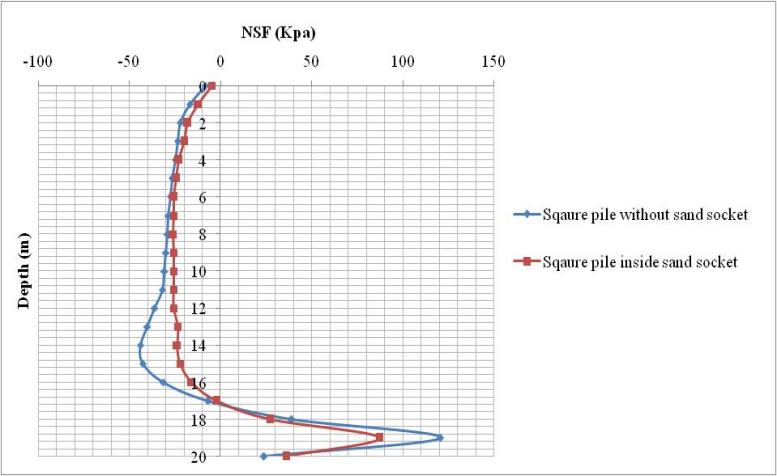 NSF (Kpa)
-100 -50 0 50 100 150
0
2
4
6
8
10
12
14
16
18
20
Depth (m)
Sqaure pile without sand socket
Sqaure pile inside sand socket